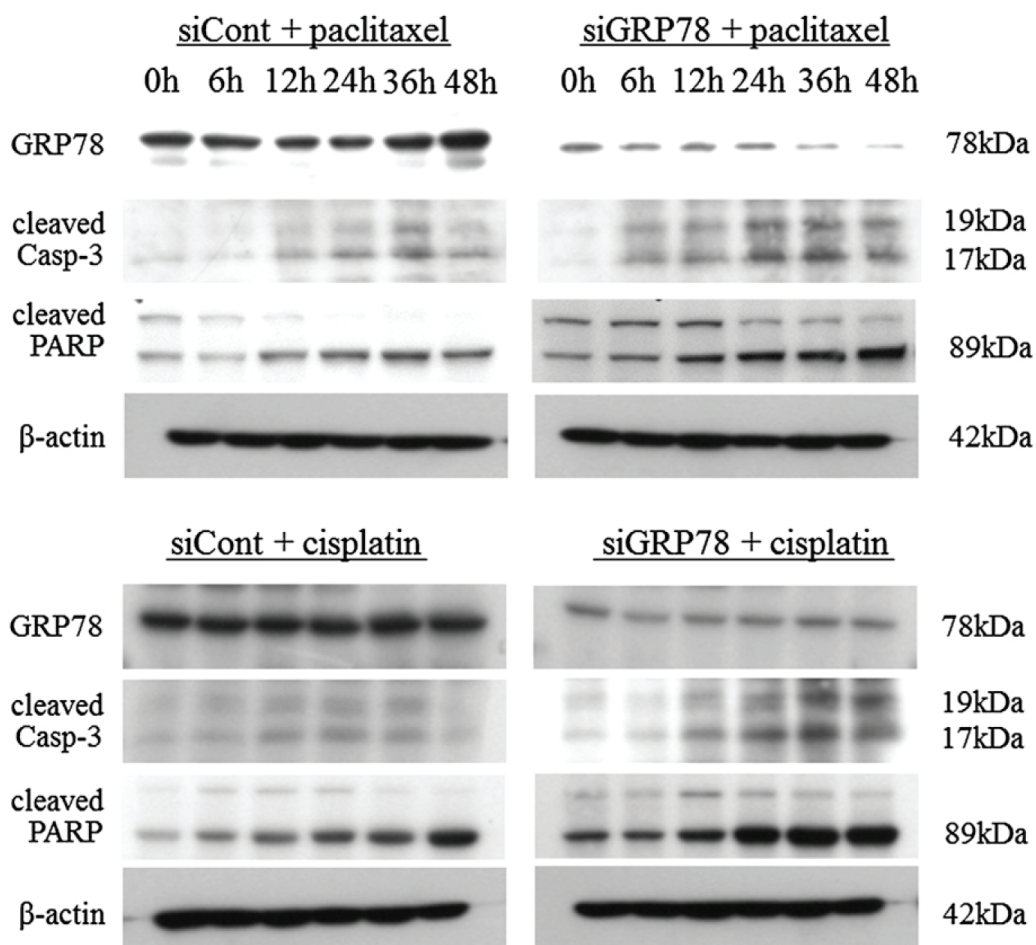 siCont + paclitaxel siGRP78 + paclitaxel
0h 6h 12h 24h 36h 48h 0h 6h 12h 24h 36h 48h
GRP78 78kDa
cleaved 19kDa
Casp-3 17kDa
cleaved
PARP 89kDa
β-actin 42kDa
siCont + cisplatin siGRP78 + cisplatin
GRP78 78kDa
cleaved 19kDa
Casp-3 17kDa
cleaved
PARP 89kDa
β-actin 42kDa